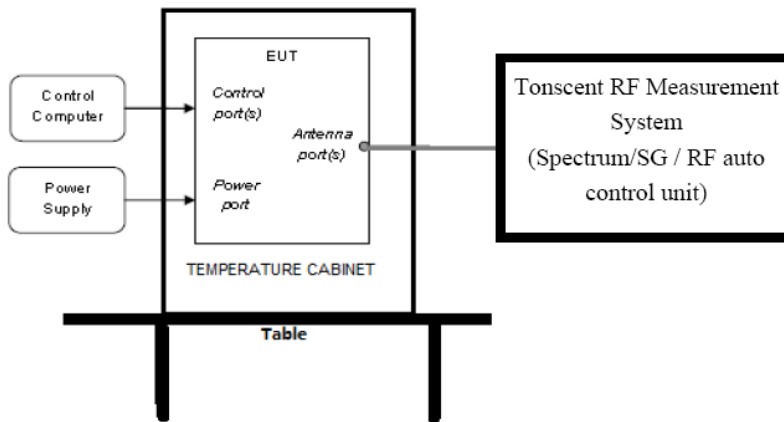 Control
Computer
Power
Supply
EUT
Control
port(s)
Antenna
port(s)
Power
port
TEMPERATURE CABINET
Table
Tonscent RF Measurement
System
(Spectrum/SG / RF auto
control unit)